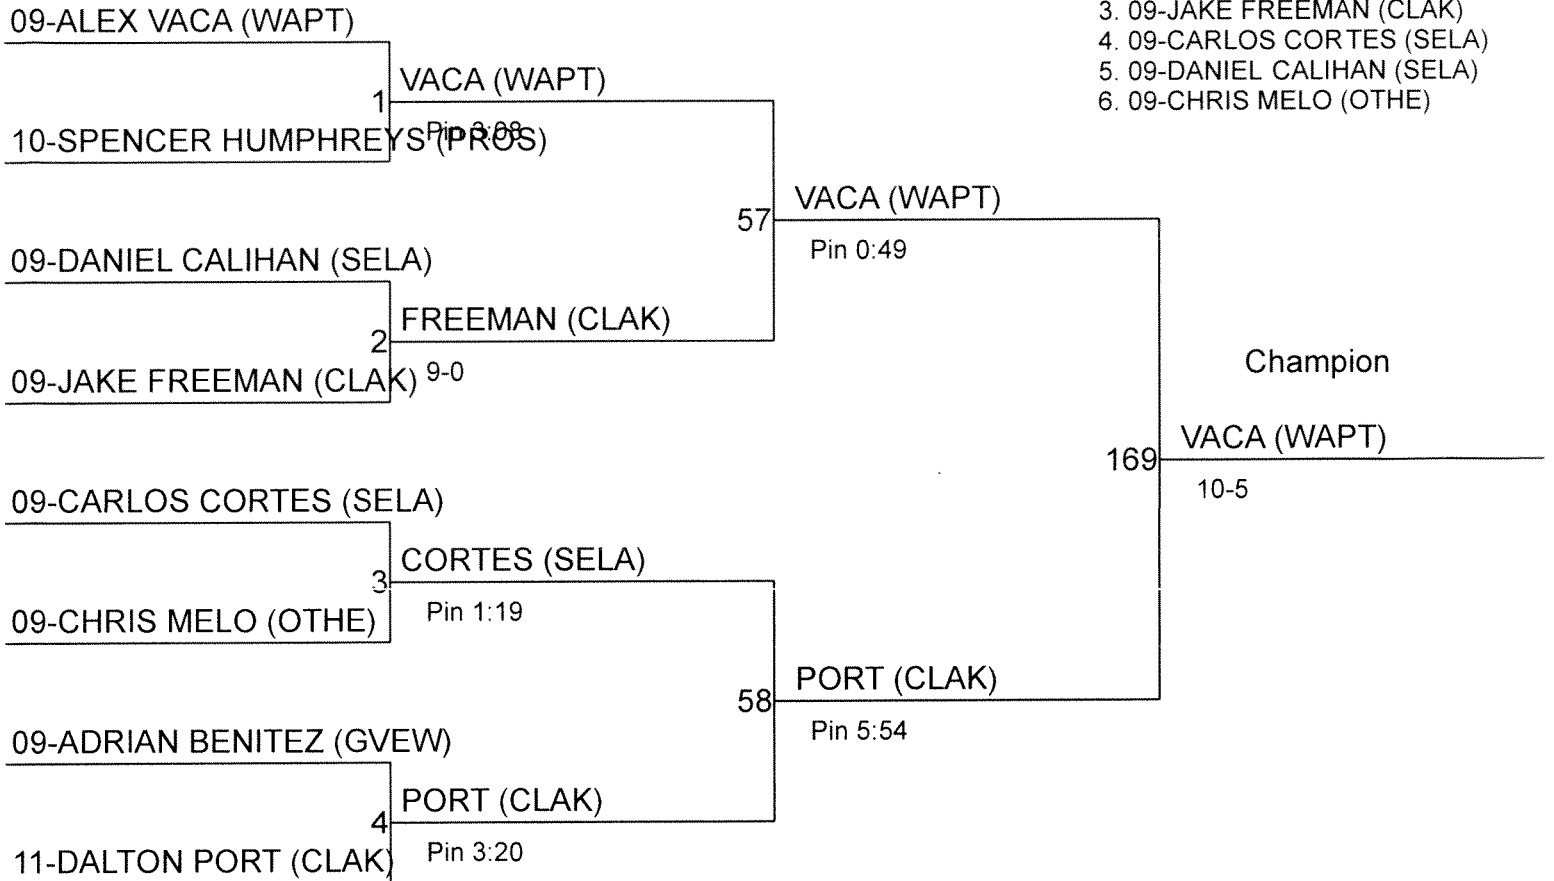 09-ALEX VACA (WAPT)
3. 09-JAKE FREEMAN (CLAK)
4. 09-CARLOS CORTES (SELA)
5. 09-DANIEL CALIHAN (SELA)
6. 09-CHRIS MELO (OTHE)
VACA (WAPT)
1
Pin 3:08
10-SPENCER HUMPHREYS (PROS)
57
VACA (WAPT)
Pin 0:49
09-DANIEL CALIHAN (SELA)
FREEMAN (CLAK)
2
09-JAKE FREEMAN (CLAK)
9-0
Champion
169
VACA (WAPT)
10-5
09-CARLOS CORTES (SELA)
CORTES (SELA)
3
Pin 1:19
09-CHRIS MELO (OTHE)
58
PORT (CLAK)
Pin 5:54
09-ADRIAN BENITEZ (GVEW)
PORT (CLAK)
4
Pin 3:20
11-DALTON PORT (CLAK)